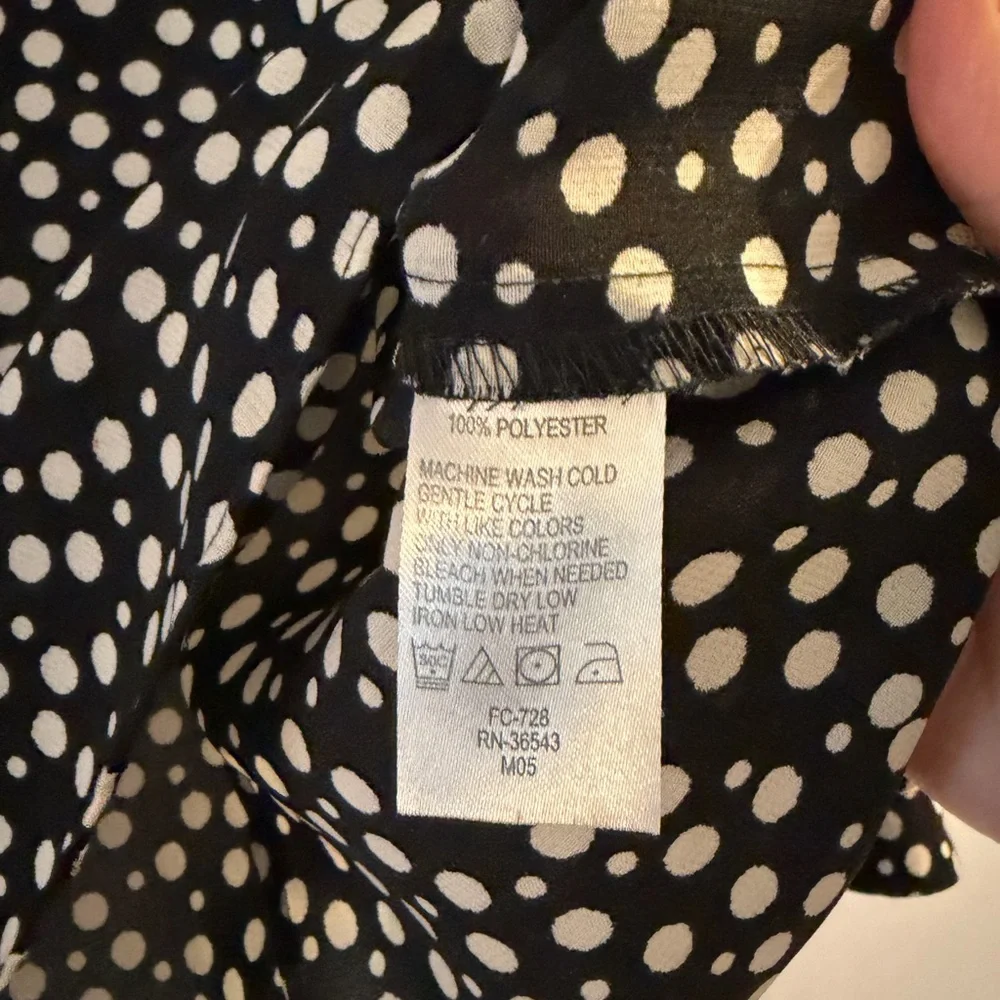 100% POLYESTER
MACHINE WASH COLD
GENTLE CYCLE
WITH LIKE COLORS
ONLY NON-CHLORINE
BLEACH WHEN NEEDED
TUMBLE DRY LOW
IRON LOW HEAT
30C
FC-728
RN-36543
M05